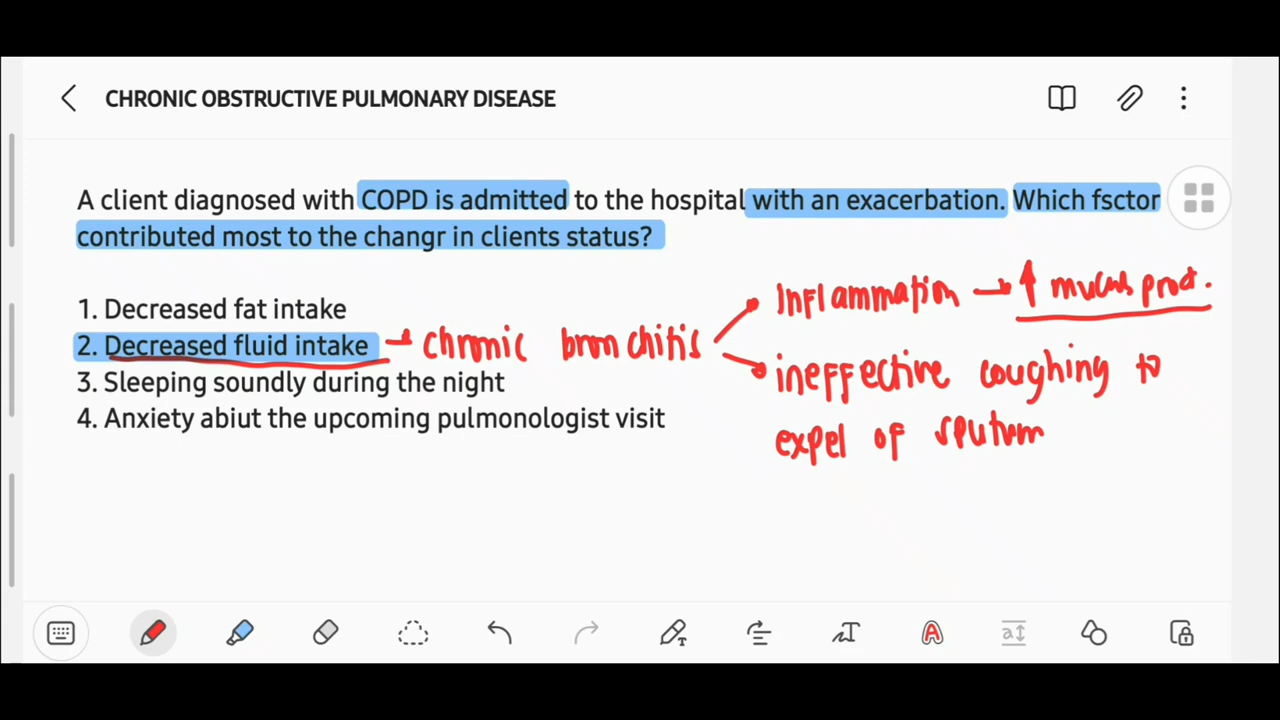 CHRONIC OBSTRUCTIVE PULMONARY DISEASE
A client diagnosed with COPD is admitted to the hospital with an exacerbation. Which fsctor
contributed most to the changr in clients status?
1. Decreased fat intake
2. Decreased fluid intake
3. Sleeping soundly during the night
4. Anxiety abiut the upcoming pulmonologist visit
chronic bronchitis
Inflammation → ↑ mucus prod.
ineffective coughing to
expel of sputum